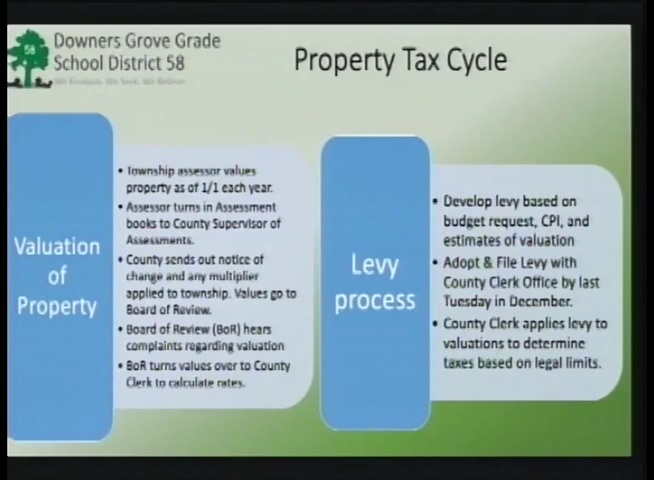 58
Downers Grove Grade
School District 58
Property Tax Cycle
Valuation
of
Property
• Township assessor values
property as of 1/1 each year.
• Assessor turns in Assessment
books to County Supervisor of
Assessments.
• County sends out notice of
change and any multiplier
applied to township. Values go to
Board of Review.
• Board of Review (BoR) hears
complaints regarding valuation
• BoR turns values over to County
Clerk to calculate rates.
Levy
process
• Develop levy based on
budget request, CPI, and
estimates of valuation
• Adopt & File Levy with
County Clerk Office by last
Tuesday in December.
• County Clerk applies levy to
valuations to determine
taxes based on legal limits.